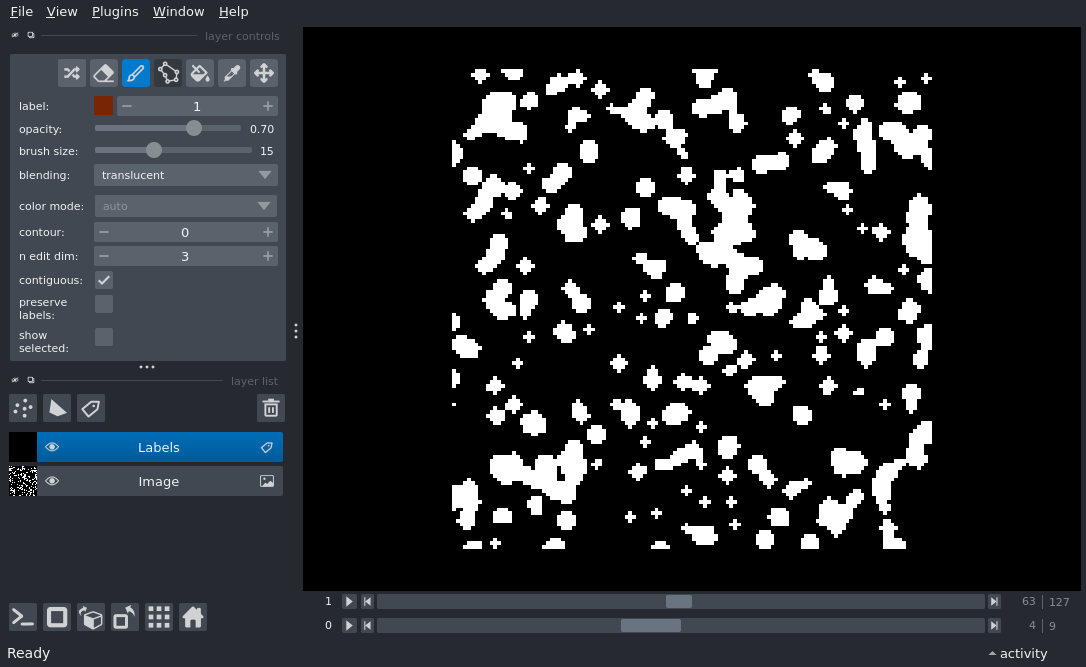 File View Plugins Window Help
layer controls
label: 1
opacity: 0.70
brush size: 15
blending: translucent
color mode: auto
contour: 0
n edit dim: 3
contiguous:
preserve
labels:
show
selected:
layer list
Labels
Image
1 63 127
0 4 9
Ready activity